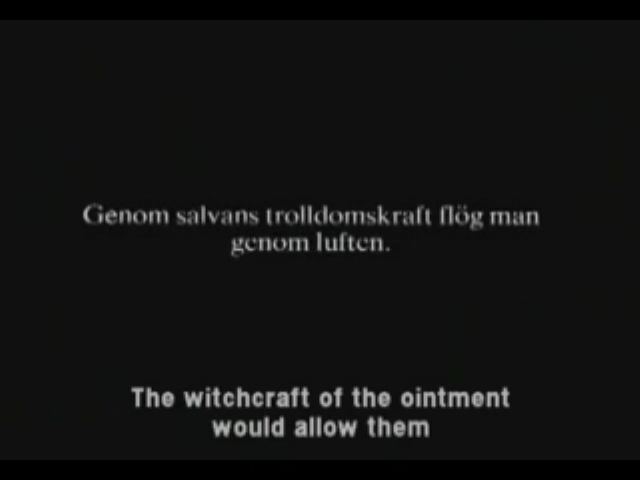 Genom salvans trolldomskraft flög man
genom luften.
The witchcraft of the ointment
would allow them